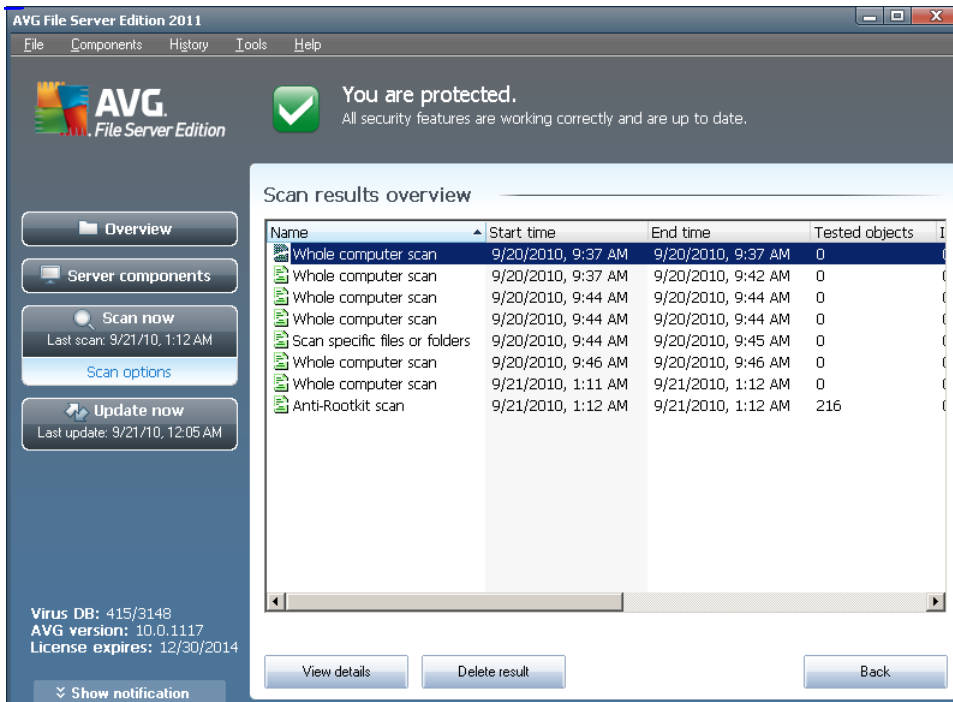 AVG File Server Edition 2011
File Components History Tools Help
AVG.
File Server Edition
You are protected.
All security features are working correctly and are up to date.
Overview
Server components
Scan now
Last scan: 9/21/10, 1:12 AM
Scan options
Update now
Last update: 9/21/10, 12:05 AM
Virus DB: 415/3148
AVG version: 10.0.1117
License expires: 12/30/2014
Show notification
Scan results overview
Name Start time End time Tested objects
Whole computer scan 9/20/2010, 9:37 AM 9/20/2010, 9:37 AM 0
Whole computer scan 9/20/2010, 9:37 AM 9/20/2010, 9:42 AM 0
Whole computer scan 9/20/2010, 9:44 AM 9/20/2010, 9:44 AM 0
Whole computer scan 9/20/2010, 9:44 AM 9/20/2010, 9:44 AM 0
Scan specific files or folders 9/20/2010, 9:44 AM 9/20/2010, 9:45 AM 0
Whole computer scan 9/20/2010, 9:46 AM 9/20/2010, 9:46 AM 0
Whole computer scan 9/21/2010, 1:11 AM 9/21/2010, 1:12 AM 0
Anti-Rootkit scan 9/21/2010, 1:12 AM 9/21/2010, 1:12 AM 216
View details Delete result Back